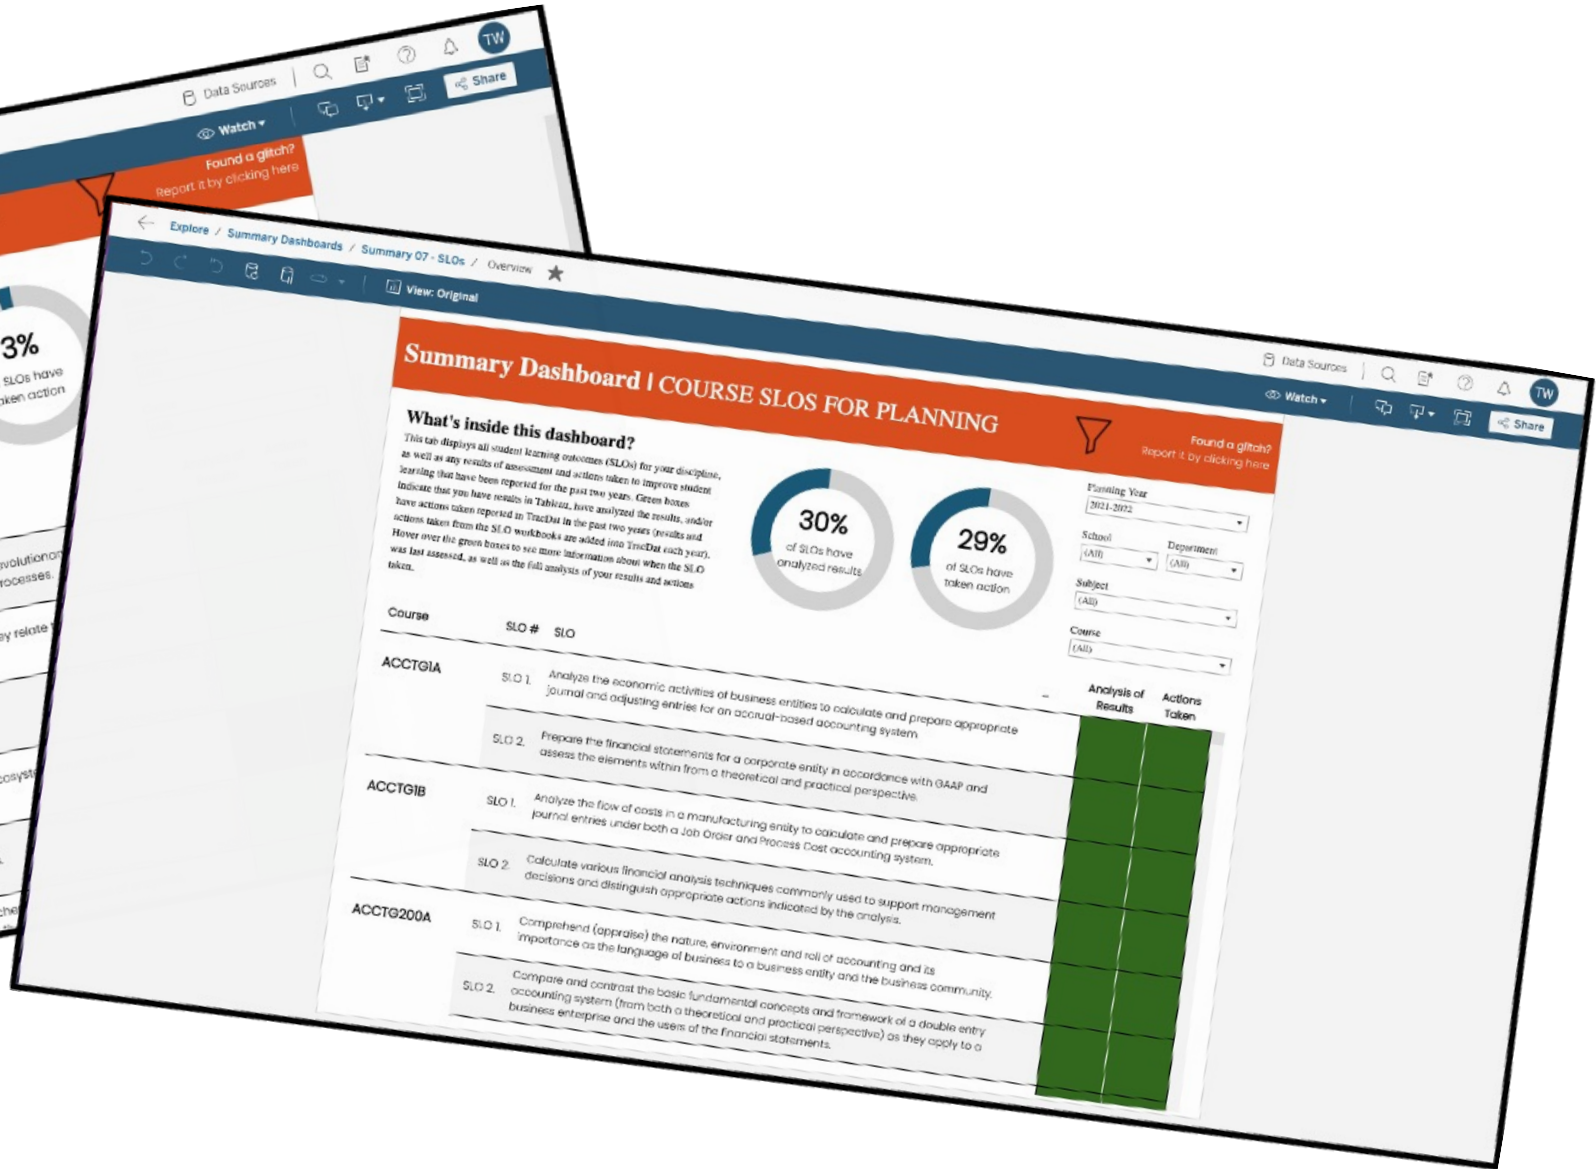 Data Sources
TW
Watch
Share
Found a glitch?
Report it by clicking here
3%
SLOs have
taken action
processes.
ey relate
Explore / Summary Dashboards / Summary 07 - SLOs / Overview
View: Original
Data Sources
TW
Watch
Share
Summary Dashboard | COURSE SLOS FOR PLANNING
Found a glitch?
Report it by clicking here
What's inside this dashboard?
This tab displays all student learning outcomes (SLOs) for your discipline,
as well as any results of assessment and actions taken to improve student
learning that have been reported for the past two years. Green boxes
indicate that you have results in Tableau, have analyzed the results, and/or
have actions taken reported in TracDat in the past two years (results and
actions taken from the SLO workbooks are added into TracDat each year).
Hover over the green boxes to see more information about when the SLO
was last assessed, as well as the full analysis of your results and actions
taken.
30%
of SLOs have
analyzed results
29%
of SLOs have
taken action
Planning Year
2021-2022
School
(All)
Department
(All)
Subject
(All)
Course
(All)
Course SLO # SLO
Analysis of
Results
Actions
Taken
ACCTG1A
SLO 1. Analyze the economic activities of business entities to calculate and prepare appropriate
journal and adjusting entries for an accrual-based accounting system.
SLO 2. Prepare the financial statements for a corporate entity in accordance with GAAP and
assess the elements within from a theoretical and practical perspective.
ACCTG1B
SLO 1. Analyze the flow of costs in a manufacturing entity to calculate and prepare appropriate
journal entries under both a Job Order and Process Cost accounting system.
SLO 2. Calculate various financial analysis techniques commonly used to support management
decisions and distinguish appropriate actions indicated by the analysis.
ACCTG200A
SLO 1. Comprehend (appraise) the nature, environment and roll of accounting and its
importance as the language of business to a business entity and the business community.
SLO 2. Compare and contrast the basic fundamental concepts and framework of a double entry
accounting system (from both a theoretical and practical perspective) as they apply to a
business enterprise and the users of the financial statements.